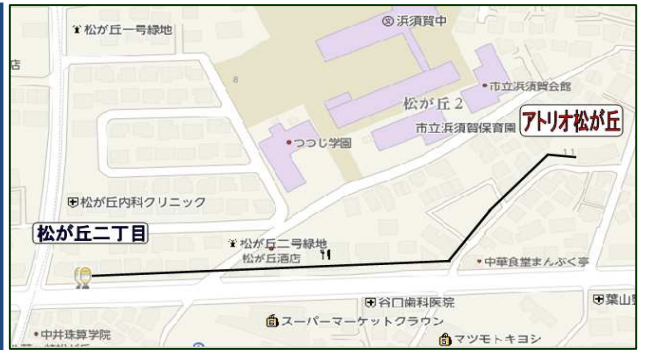 松が丘一号緑地
店
8
浜須賀中
市立浜須賀会館
松が丘2
市立浜須賀保育園
アトリオ松が丘
つつじ学園
11
松が丘内科クリニック
松が丘二丁目
松が丘二号緑地
松が丘酒店
中華食堂まんぷく亭
谷口歯科医院
葉山
スーパーマーケットクラウン
中井珠算学院
マツモトキヨシ